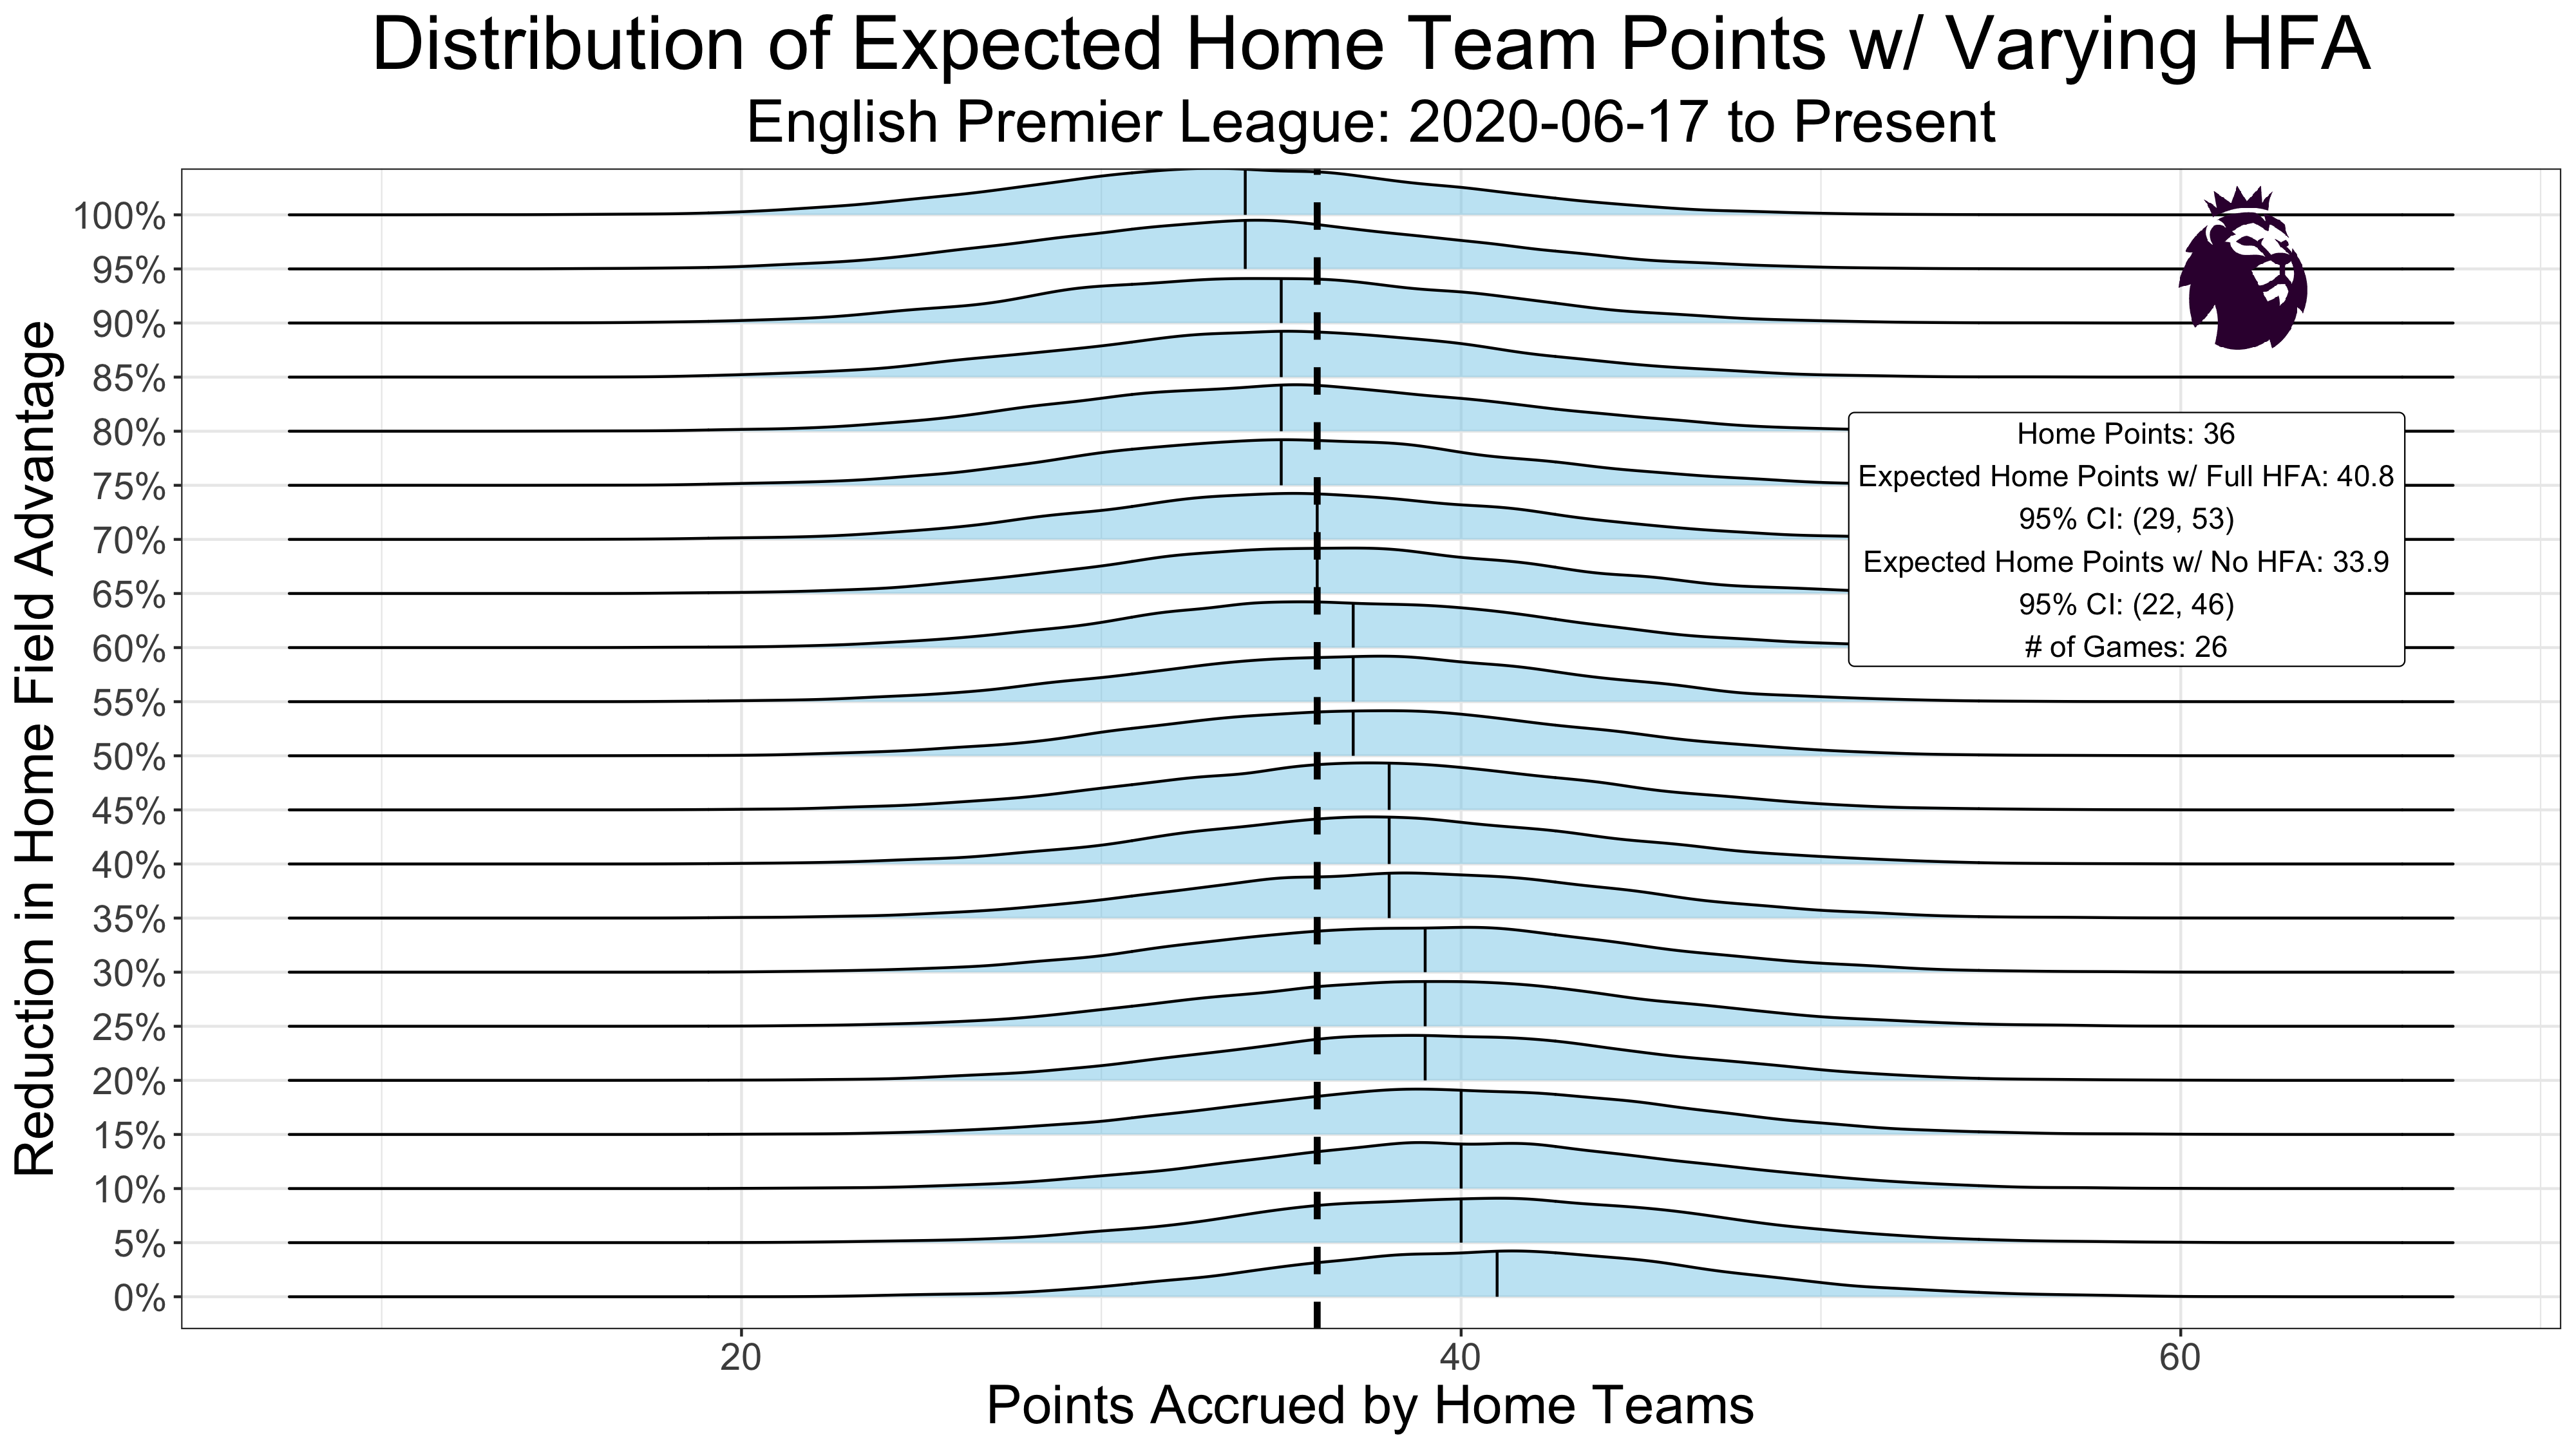 Distribution of Expected Home Team Points w/ Varying HFA
English Premier League: 2020-06-17 to Present
Reduction in Home Field Advantage
100%
95%
90%
85%
80%
75%
70%
65%
60%
55%
50%
45%
40%
35%
30%
25%
20%
15%
10%
5%
0%
Home Points: 36
Expected Home Points w/ Full HFA: 40.8
95% CI: (29, 53)
Expected Home Points w/ No HFA: 33.9
95% CI: (22, 46)
# of Games: 26
20
40
60
Points Accrued by Home Teams